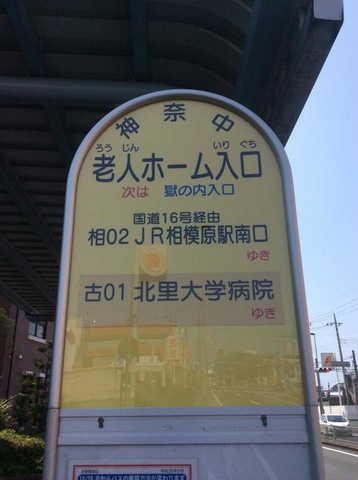 神奈中
ろうじん いりぐち
老人ホーム入口
次は 獄の内入口
国道16号経由
相02 JR相模原駅南口
ゆき
古01 北里大学病院
ゆき